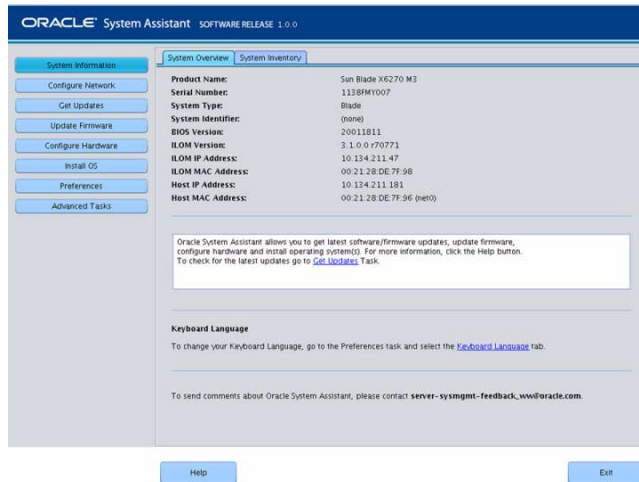 ORACLE® System Assistant SOFTWARE RELEASE 1.0.0
System Information
Configure Network
Get Updates
Update Firmware
Configure Hardware
Install OS
Preferences
Advanced Tasks
System Overview System Inventory
Product Name: Sun Blade X6270 M3
Serial Number: 1138FMY007
System Type: Blade
System Identifier: (none)
BIOS Version: 20011811
ILOM Version: 3.1.0.0 r70771
ILOM IP Address: 10.134.211.47
ILOM MAC Address: 00:21:28:DE:7F:98
Host IP Address: 10.134.211.181
Host MAC Address: 00:21:28:DE:7F:96 (net0)
Oracle System Assistant allows you to get latest software/firmware updates, update firmware,
configure hardware and install operating system(s). For more information, click the Help button.
To check for the latest updates go to Get Updates Task.
Keyboard Language
To change your Keyboard Language, go to the Preferences task and select the Keyboard Language tab.
To send comments about Oracle System Assistant, please contact server-sysmgmt-feedback_ww@oracle.com.
Help
Exit